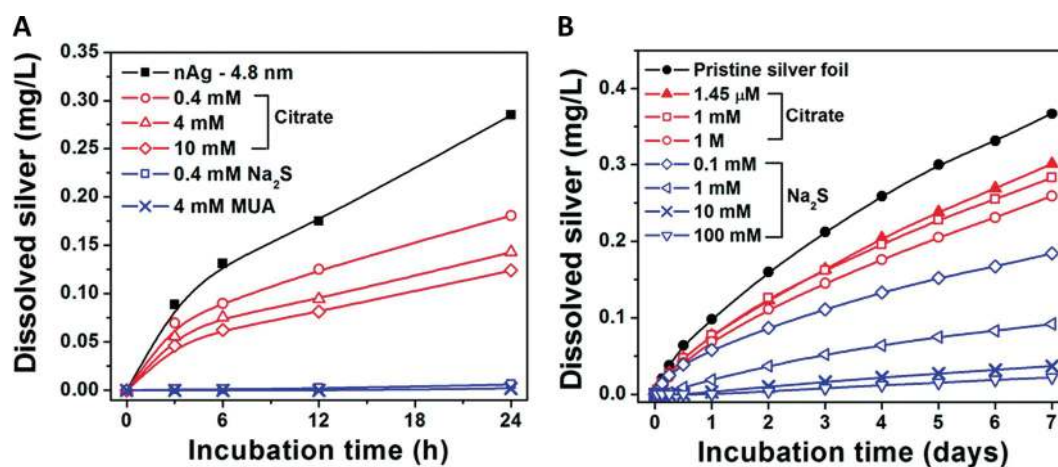 A
Dissolved silver (mg/L)
0.35
0.30
0.25
0.20
0.15
0.10
0.05
0.00
nAg - 4.8 nm
0.4 mM
4 mM
10 mM
Citrate
0.4 mM Na₂S
4 mM MUA
0 6 12 18 24
Incubation time (h)
B
Dissolved silver (mg/L)
0.4
0.3
0.2
0.1
0.0
Pristine silver foil
1.45 μM
1 mM
1 M
Citrate
0.1 mM
1 mM
10 mM
100 mM
Na₂S
0 1 2 3 4 5 6 7
Incubation time (days)